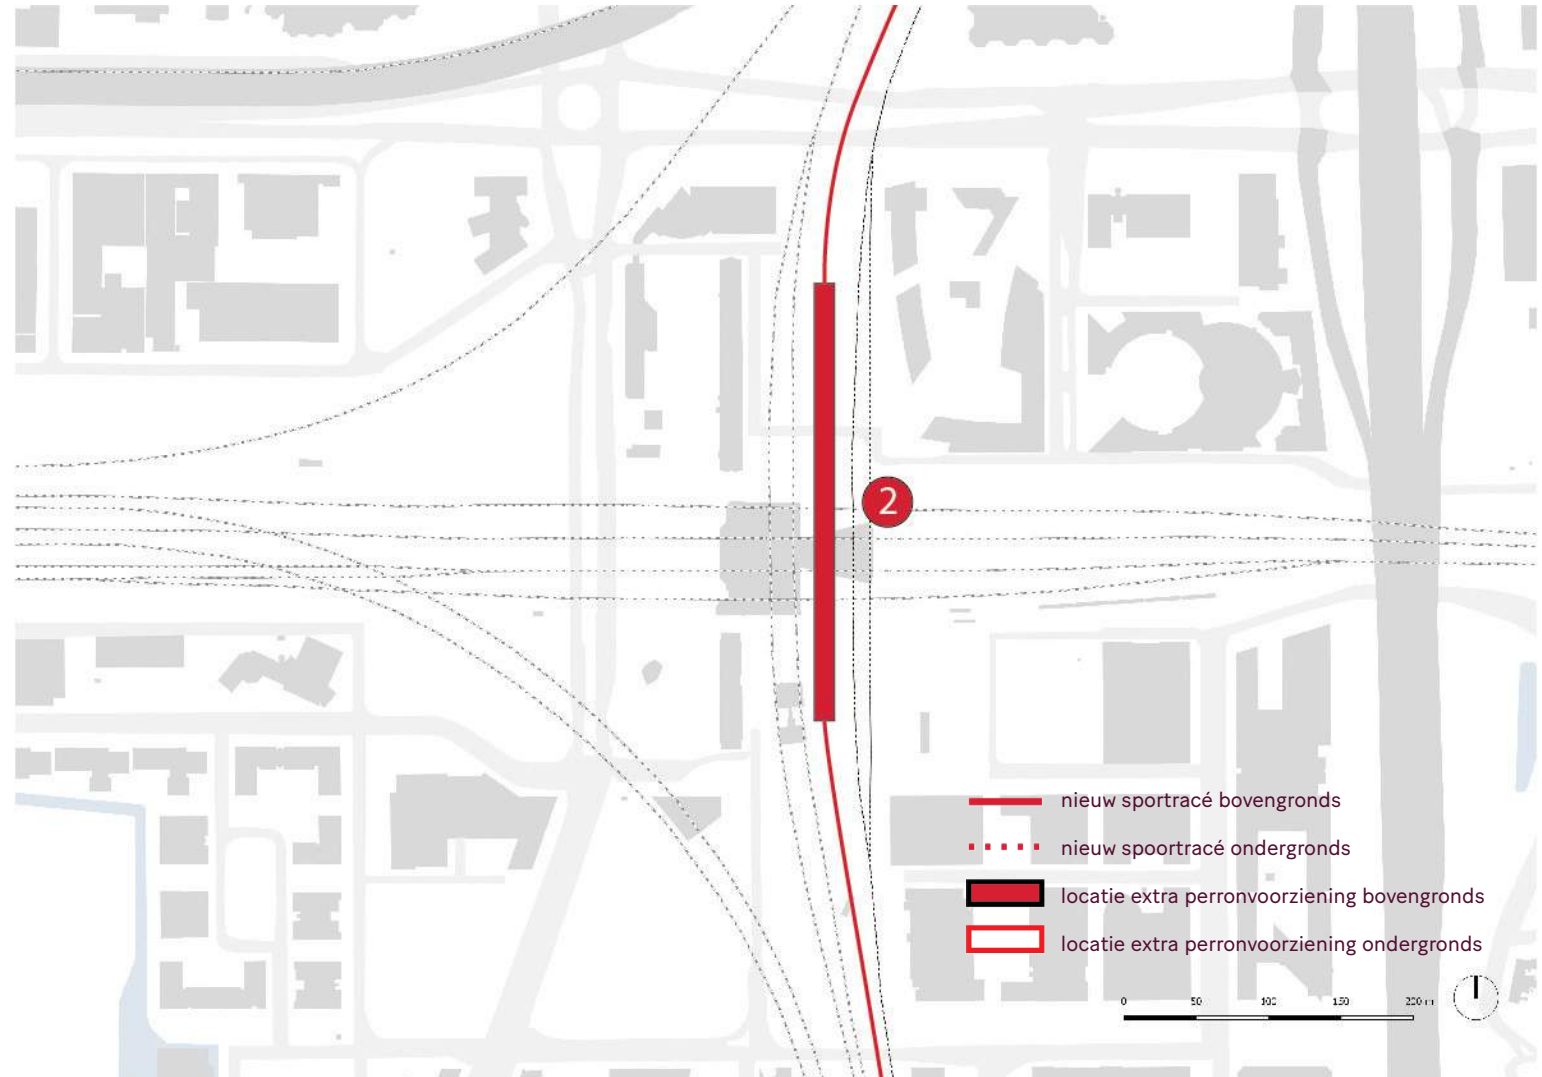 2
nieuw sportracé bovengronds
nieuw spoortracé ondergronds
locatie extra perronvoorziening bovengronds
locatie extra perronvoorziening ondergronds
0 50 100 150 200 m